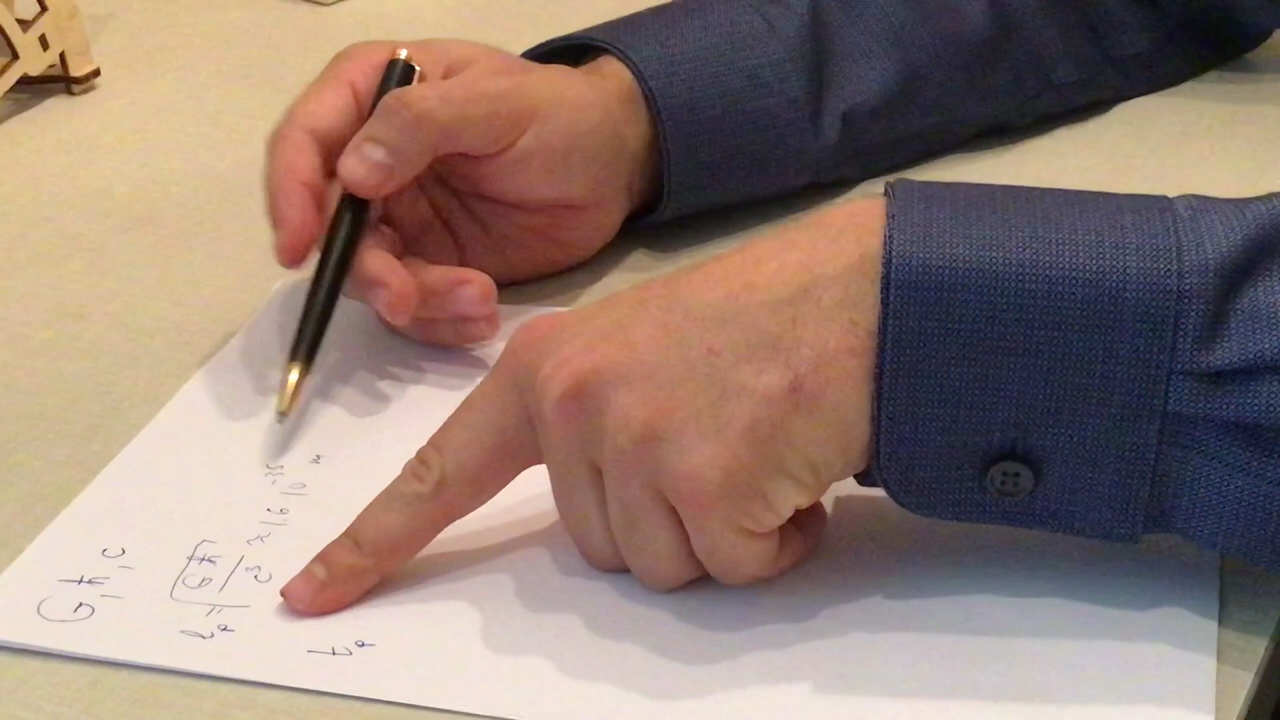 G, ħ, c
lₚ = √(Għ/c³) ≈ 1.6 10⁻³⁵ m
tₚ